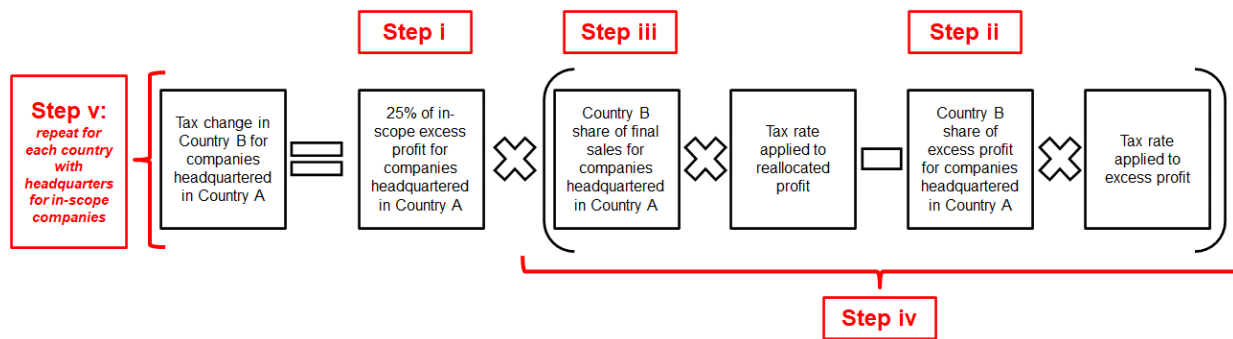 Step i
Step iii
Step ii
Step v:
repeat for
each country
with
headquarters
for in-scope
companies
Tax change in
Country B for
companies
headquartered
in Country A
25% of in-
scope excess
profit for
companies
headquartered
in Country A
Country B
share of final
sales for
companies
headquartered
in Country A
Tax rate
applied to
reallocated
profit
Country B
share of
excess profit
for companies
headquartered
in Country A
Tax rate
applied to
excess profit
Step iv